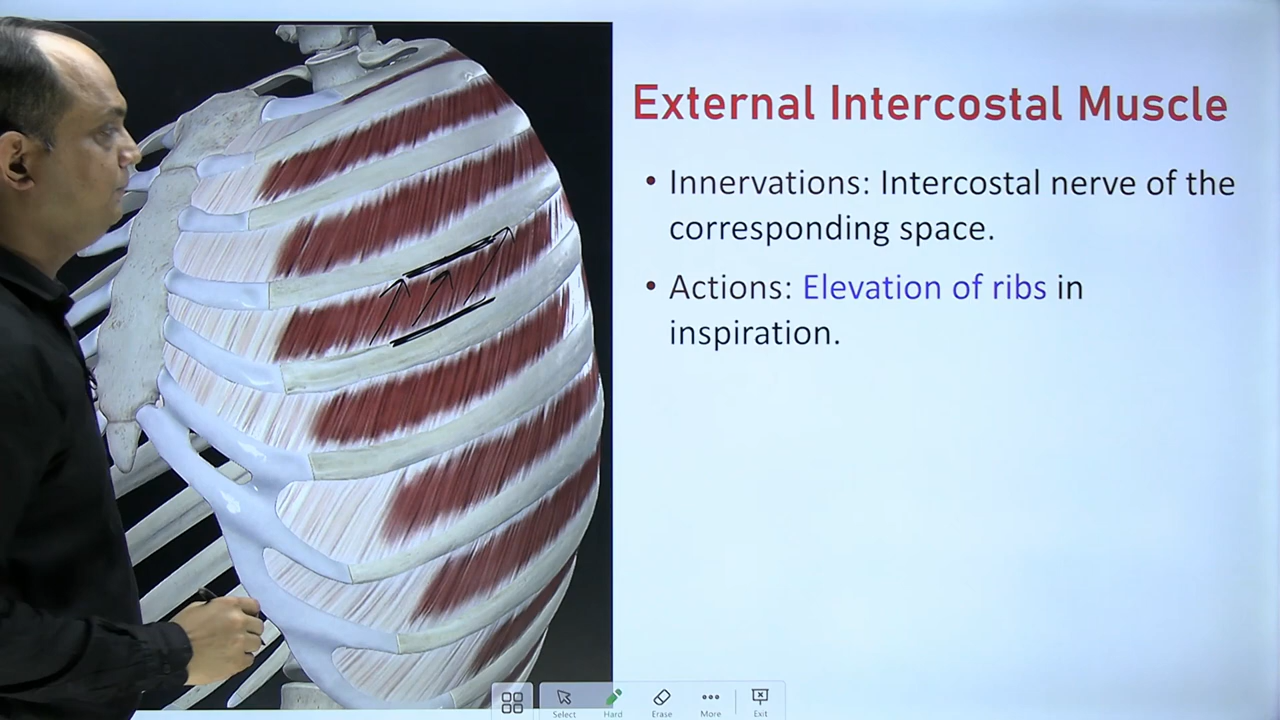 External Intercostal Muscle
• Innervations: Intercostal nerve of the
corresponding space.
• Actions: Elevation of ribs in
inspiration.
Select
Hard
Erase
More
Exit